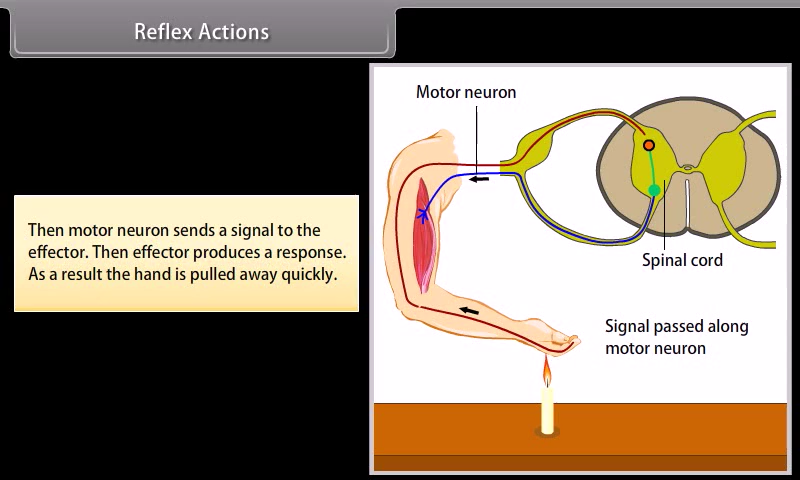 Reflex Actions
Motor neuron
Then motor neuron sends a signal to the
effector. Then effector produces a response.
As a result the hand is pulled away quickly.
Spinal cord
Signal passed along
motor neuron